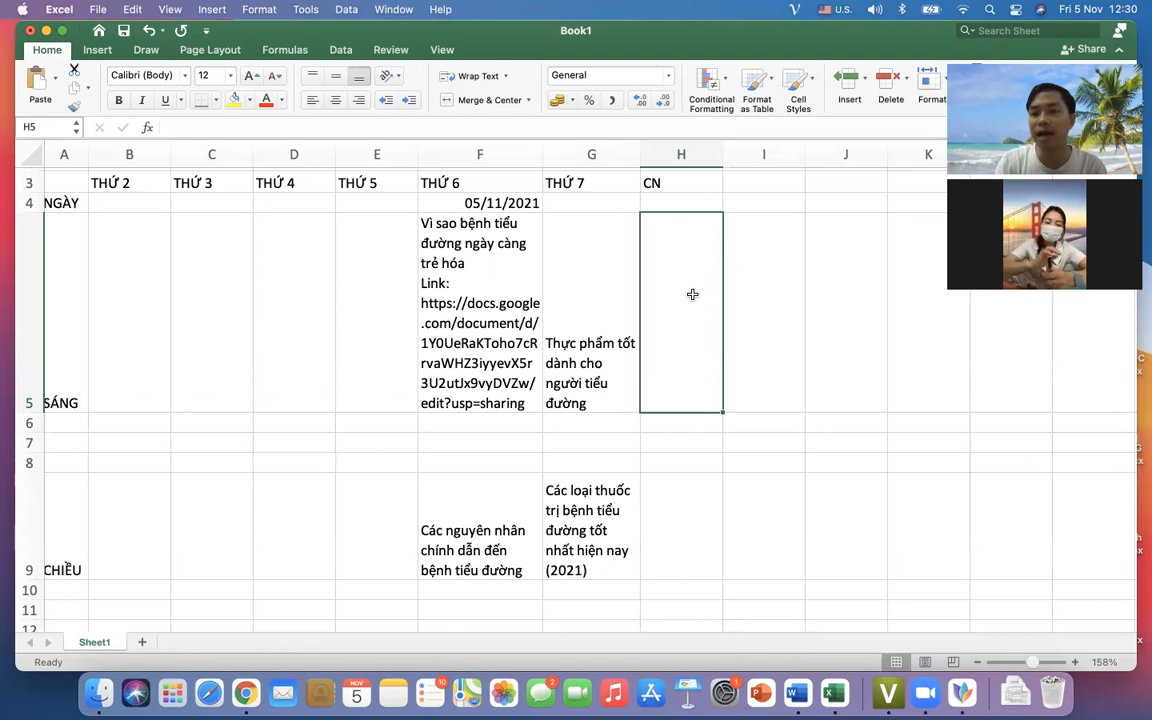 Excel File Edit View Insert Format Tools Data Window Help U.S. Fri 5 Nov 12:30
Book1
Search Sheet
Home Insert Draw Page Layout Formulas Data Review View
Share
Paste
Calibri (Body) 12
B I U
Wrap Text
Merge & Center
General
Conditional Formatting
Format as Table
Cell Styles
Insert
Delete
Format
H5
fx
A B C D E F G H I J K
3 THỨ 2 THỨ 3 THỨ 4 THỨ 5 THỨ 6 THỨ 7 CN
4 NGÀY 05/11/2021
Vì sao bệnh tiểu
đường ngày càng
trẻ hóa
Link:
https://docs.google
.com/document/d/
1Y0UeRaKToho7cR
rvaWHZ3iyyevX5r
3U2utJx9vyDVZw/
edit?usp=sharing
Thực phẩm tốt
dành cho
người tiểu
đường
5 SÁNG
6
7
8
Các nguyên nhân
chính dẫn đến
bệnh tiểu đường
Các loại thuốc
trị bệnh tiểu
đường tốt
nhất hiện nay
(2021)
9 CHIỀU
10
11
12
Sheet1
Ready
158%
NOV
5
10
2
1